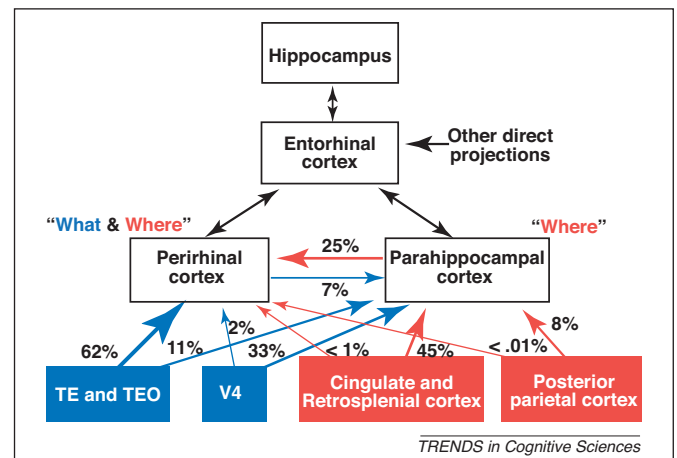 Hippocampus
Entorhinal
cortex
Other direct
projections
“What & Where”
“Where”
Perirhinal
cortex
25%
7%
Parahippocampal
cortex
62%
11%
2%
33%
< 1%
45%
< .01%
8%
TE and TEO
V4
Cingulate and
Retrosplenial cortex
Posterior
parietal cortex
TRENDS in Cognitive Sciences